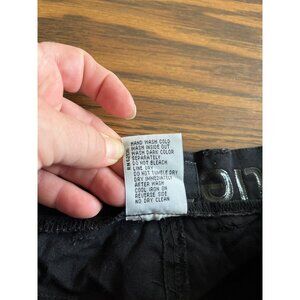 HAND WASH COLD
WASH INSIDE OUT
WASH DARK COLOR
SEPARATELY
DO NOT BLEACH
LINE DRY
DO NOT TUMBLE DRY
DRY IMMEDIATELY
AFTER WASH
COOL IRON ON
REVERSE SIDE
NO DRY CLEAN